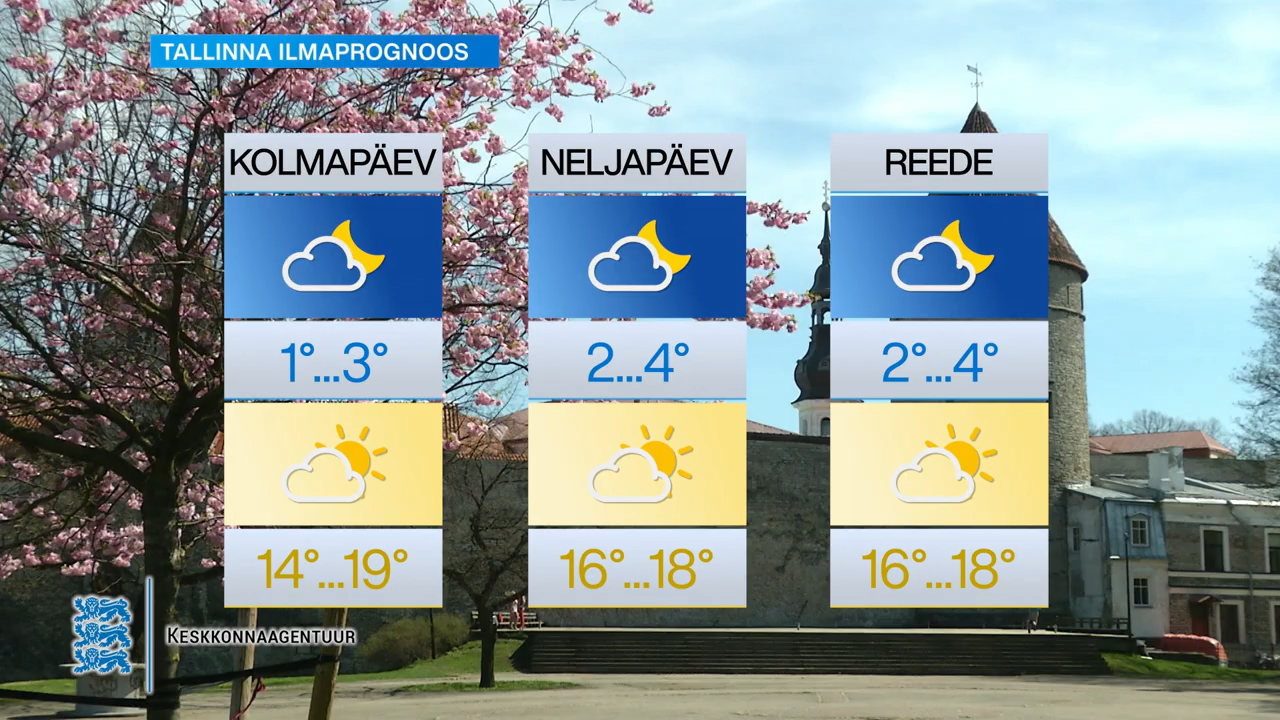 TALLINNA ILMAPROGNOOS
KOLMAPÄEV
1°...3°
14°...19°
NELJAPÄEV
2...4°
16°...18°
REEDE
2°...4°
16°...18°
KESKKONNAAGENTUUR